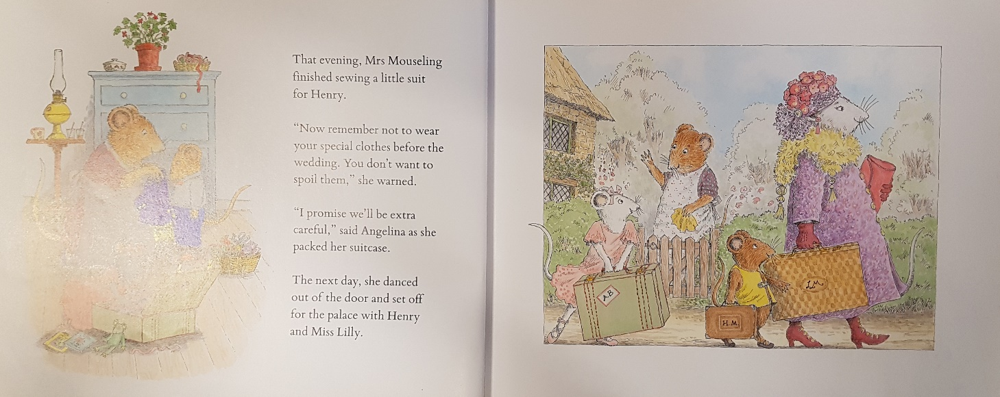 That evening, Mrs Mouseling
finished sewing a little suit
for Henry.
“Now remember not to wear
your special clothes before the
wedding. You don’t want to
spoil them,” she warned.
“I promise we’ll be extra
careful,” said Angelina as she
packed her suitcase.
The next day, she danced
out of the door and set off
for the palace with Henry
and Miss Lilly.
A.B
H.M
LM